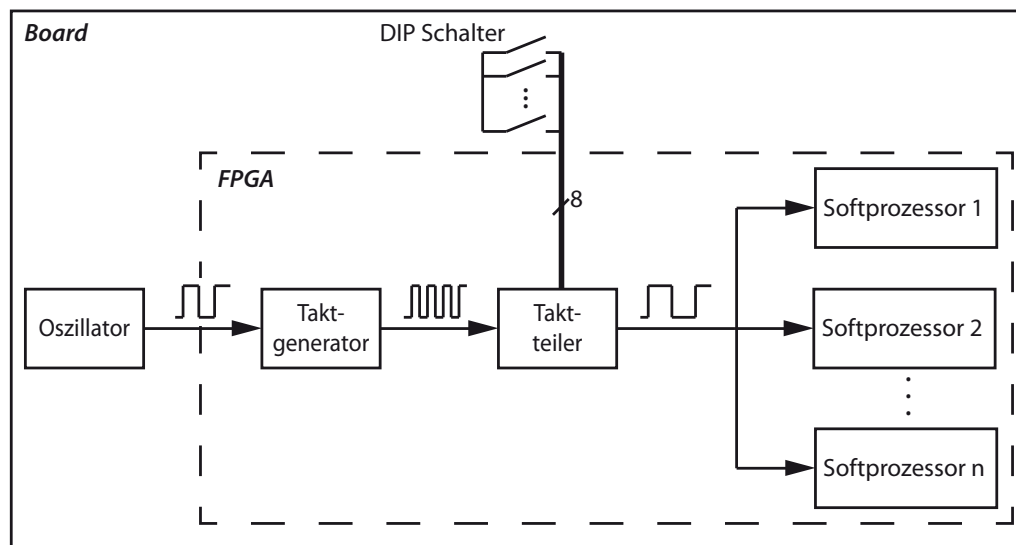 Board
DIP Schalter
FPGA
8
Softprozessor 1
Oszillator
Takt-
generator
Takt-
teiler
Softprozessor 2
Softprozessor n